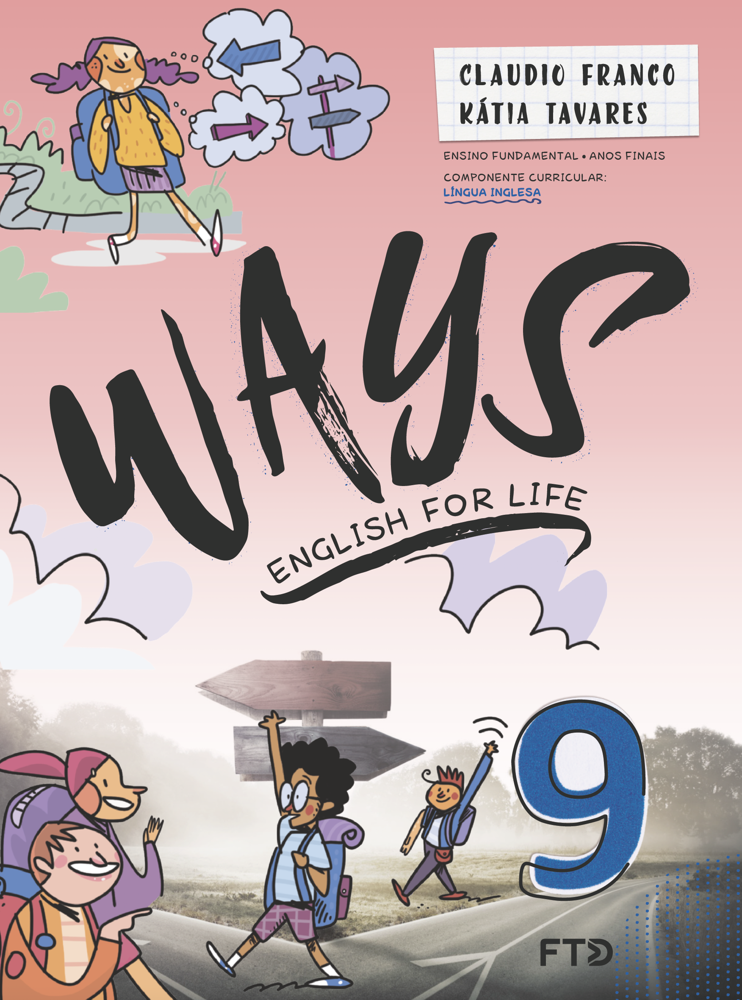 CLAUDIO FRANCO
KÁTIA TAVARES
ENSINO FUNDAMENTAL • ANOS FINAIS
COMPONENTE CURRICULAR:
LÍNGUA INGLESA
WAYS
ENGLISH FOR LIFE
9
FTD